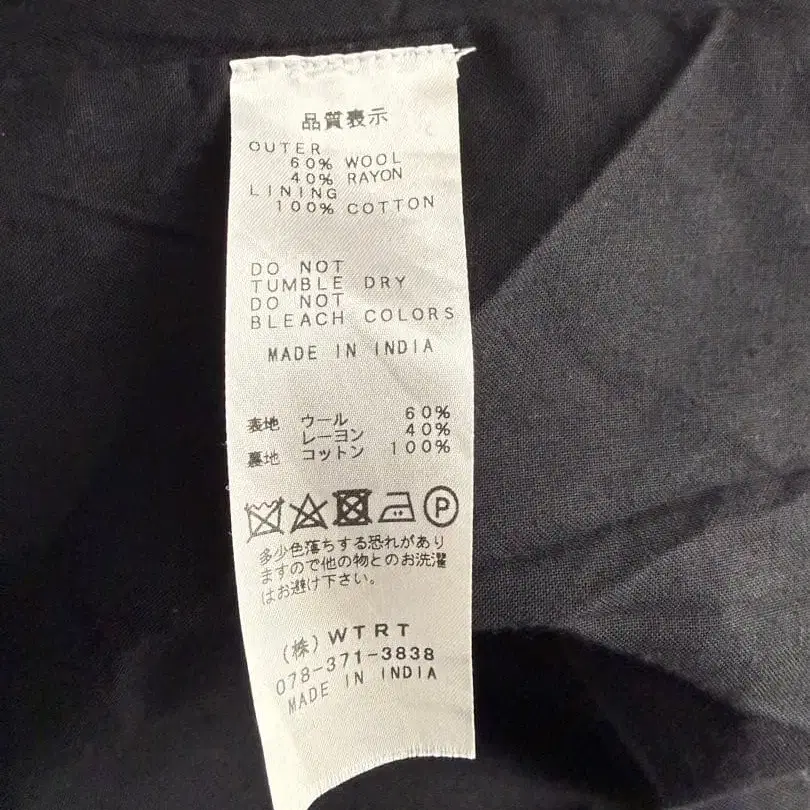 品質表示
OUTER
60% WOOL
40% RAYON
LINING
100% COTTON
DO NOT
TUMBLE DRY
DO NOT
BLEACH COLORS
MADE IN INDIA
表地 ウール 60%
レーヨン 40%
裏地 コットン 100%
P
多少色落ちする恐れがあり
ますので他の物とのお洗濯
はお避け下さい。
(株) WTRT
078-371-3838
MADE IN INDIA